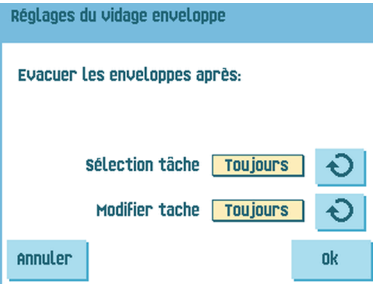 Réglages du vidage enveloppe
Evacuer les enveloppes après:
Sélection tâche Toujours
Modifier tache Toujours
Annuler Ok